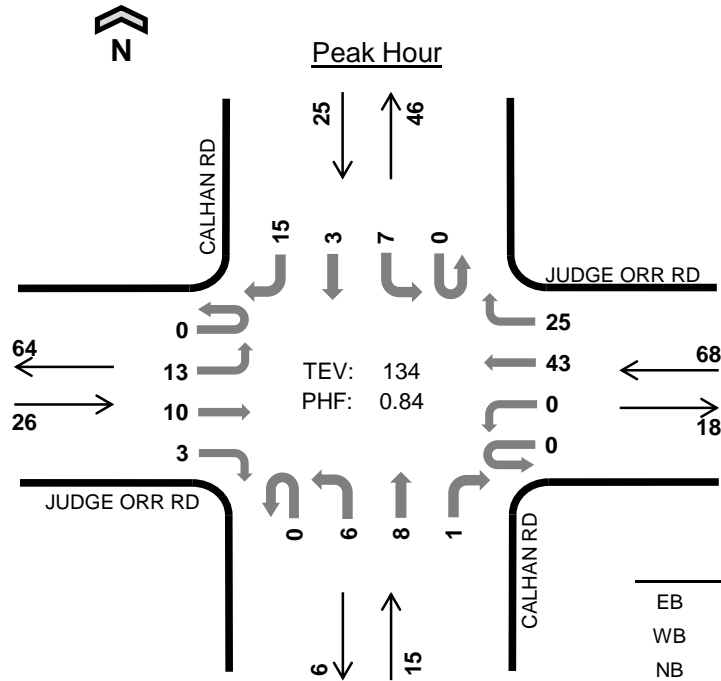 N
Peak Hour
25
46
CALHAN RD
15
3
7
0
JUDGE ORR RD
0
25
64
13
TEV: 134
43
68
26
10
PHF: 0.84
0
18
3
0
JUDGE ORR RD
0
6
8
1
CALHAN RD
EB
WB
NB
6
15